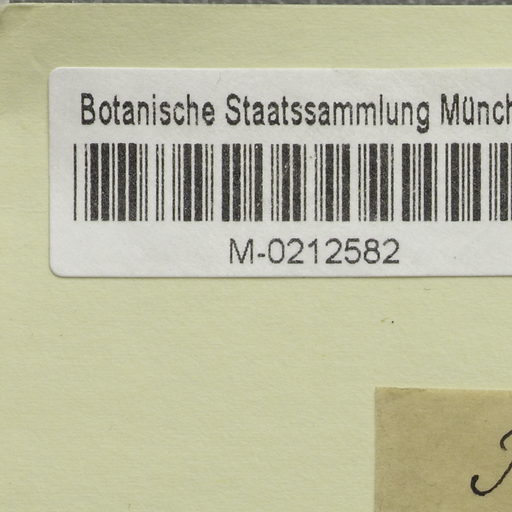 Botanische Staatssammlung Münch
M-0212582